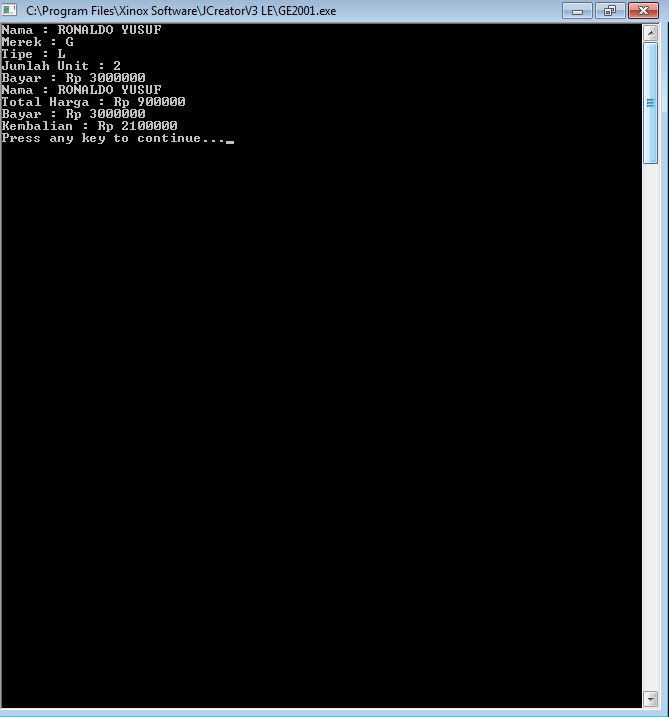 C:\Program Files\Xinox Software\JCreatorV3 LE\GE2001.exe
Nama : RONALDO YUSUF
Merek : G
Tipe : L
Jumlah Unit : 2
Bayar : Rp 3000000
Nama : RONALDO YUSUF
Total Harga : Rp 900000
Bayar : Rp 3000000
Kembalian : Rp 2100000
Press any key to continue..._